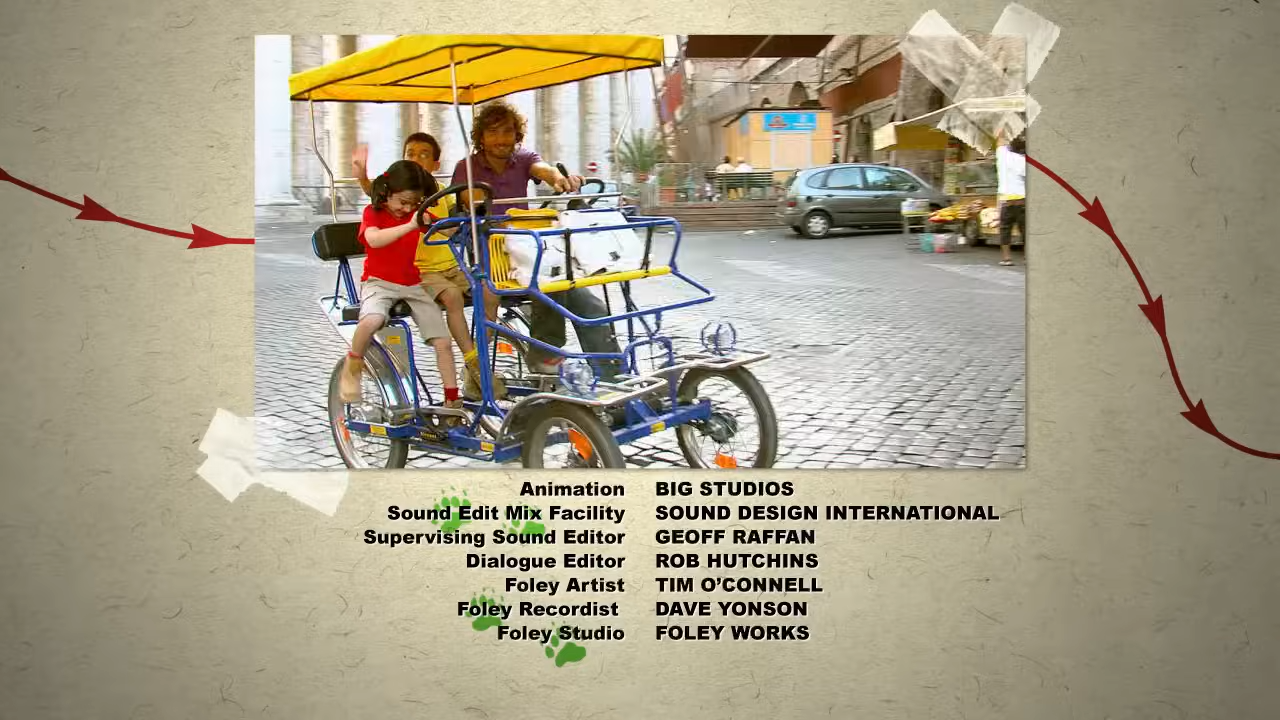 Animation BIG STUDIOS
Sound Edit Mix Facility SOUND DESIGN INTERNATIONAL
Supervising Sound Editor GEOFF RAFFAN
Dialogue Editor ROB HUTCHINS
Foley Artist TIM O'CONNELL
Foley Recordist DAVE YONSON
Foley Studio FOLEY WORKS